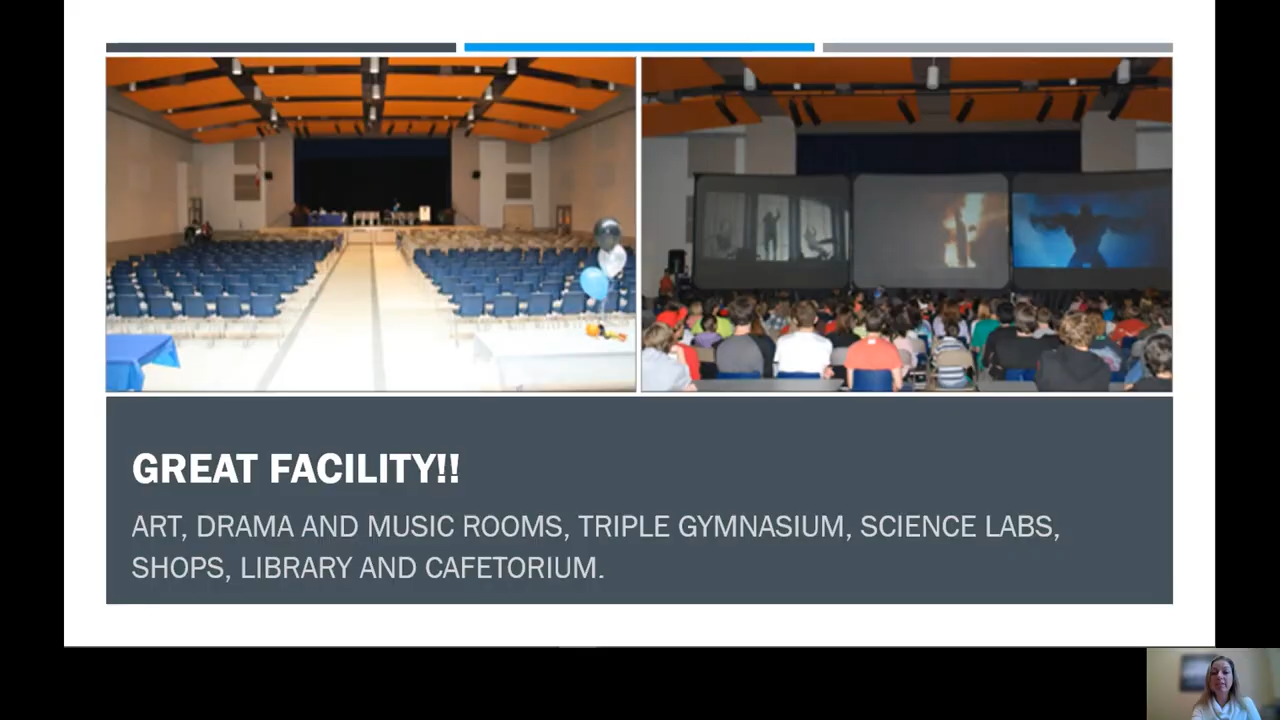 GREAT FACILITY!!
ART, DRAMA AND MUSIC ROOMS, TRIPLE GYMNASIUM, SCIENCE LABS,
SHOPS, LIBRARY AND CAFETORIUM.